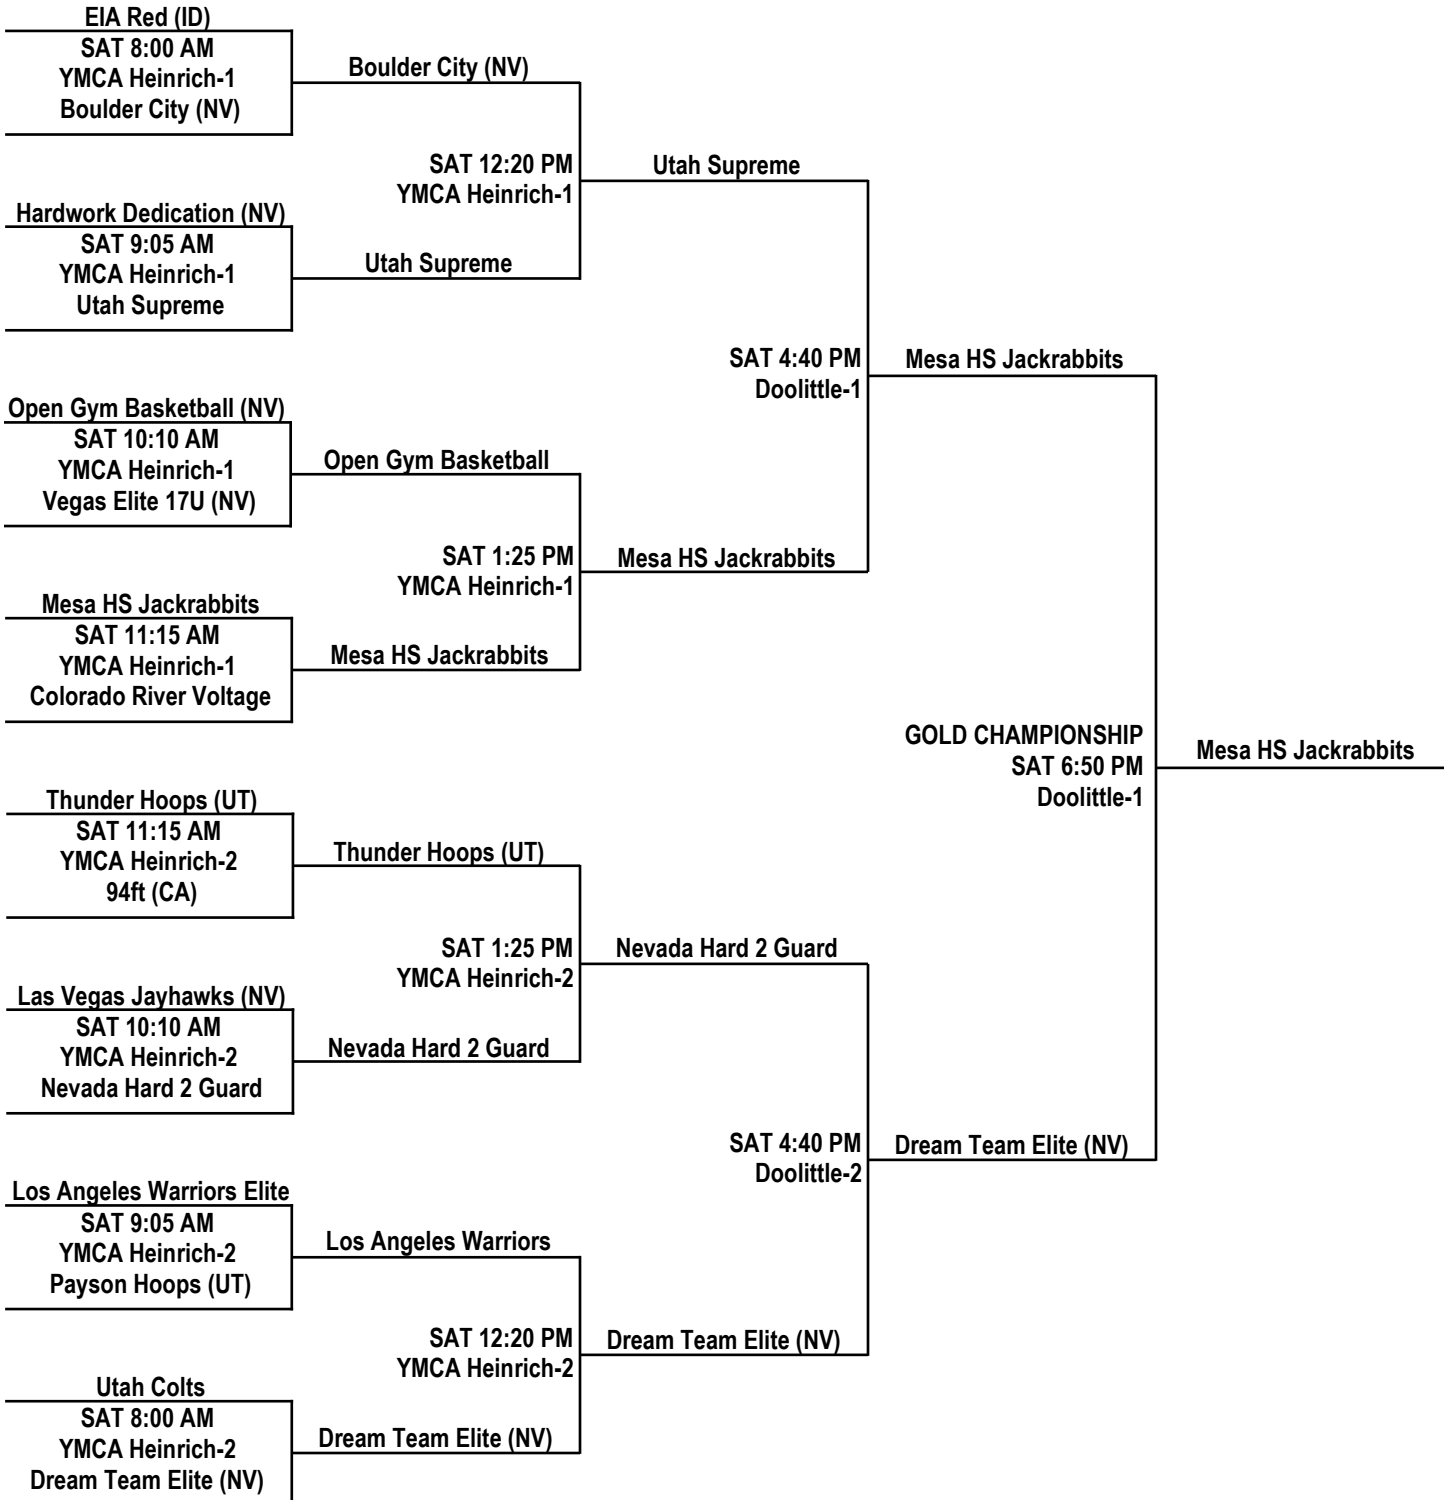 EIA Red (ID)
SAT 8:00 AM
YMCA Heinrich-1
Boulder City (NV)
Boulder City (NV)
SAT 12:20 PM
YMCA Heinrich-1
Utah Supreme
Hardwork Dedication (NV)
SAT 9:05 AM
YMCA Heinrich-1
Utah Supreme
Utah Supreme
SAT 4:40 PM
Doolittle-1
Mesa HS Jackrabbits
Open Gym Basketball (NV)
SAT 10:10 AM
YMCA Heinrich-1
Vegas Elite 17U (NV)
Open Gym Basketball
SAT 1:25 PM
YMCA Heinrich-1
Mesa HS Jackrabbits
Mesa HS Jackrabbits
SAT 11:15 AM
YMCA Heinrich-1
Colorado River Voltage
Mesa HS Jackrabbits
GOLD CHAMPIONSHIP
SAT 6:50 PM
Doolittle-1
Mesa HS Jackrabbits
Thunder Hoops (UT)
SAT 11:15 AM
YMCA Heinrich-2
94ft (CA)
Thunder Hoops (UT)
SAT 1:25 PM
YMCA Heinrich-2
Nevada Hard 2 Guard
Las Vegas Jayhawks (NV)
SAT 10:10 AM
YMCA Heinrich-2
Nevada Hard 2 Guard
Nevada Hard 2 Guard
SAT 4:40 PM
Doolittle-2
Dream Team Elite (NV)
Los Angeles Warriors Elite
SAT 9:05 AM
YMCA Heinrich-2
Payson Hoops (UT)
Los Angeles Warriors
SAT 12:20 PM
YMCA Heinrich-2
Dream Team Elite (NV)
Utah Colts
SAT 8:00 AM
YMCA Heinrich-2
Dream Team Elite (NV)
Dream Team Elite (NV)